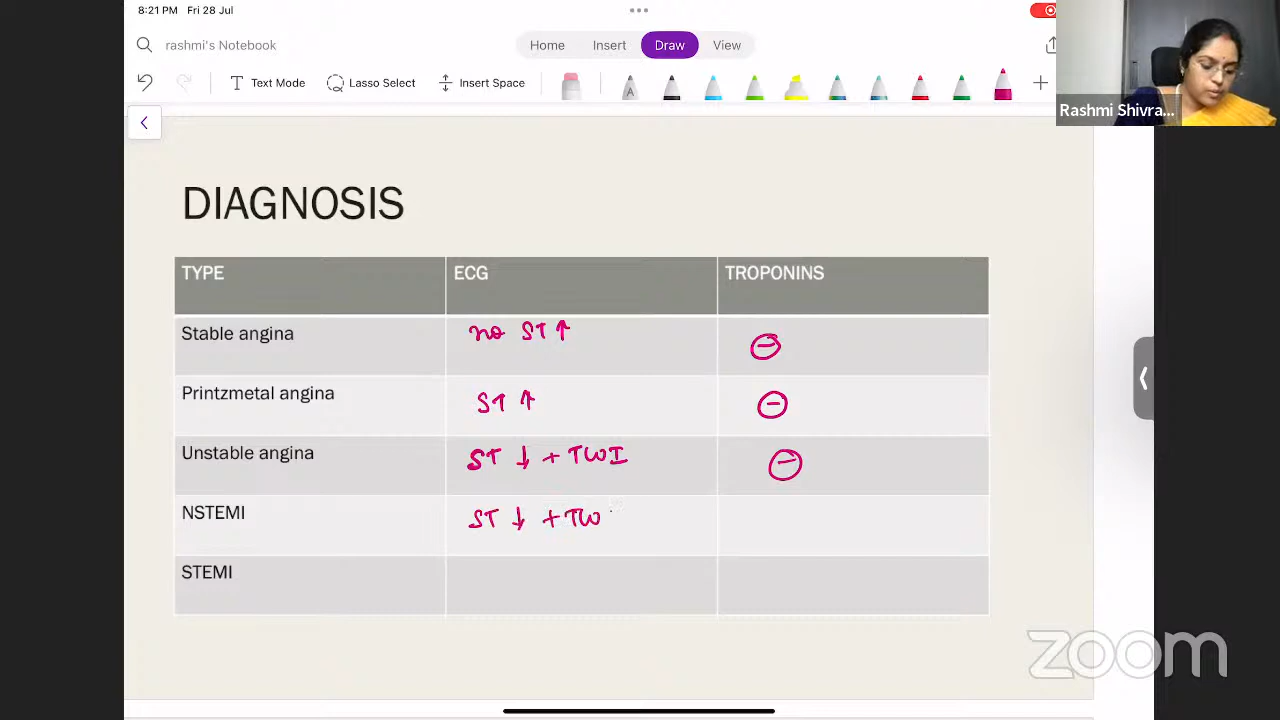 8:21 PM Fri 28 Jul
rashmi's Notebook
Home Insert Draw View
Text Mode Lasso Select Insert Space
A
Rashmi Shivra...
DIAGNOSIS
TYPE ECG TROPONINS
Stable angina no ST ↑ ⊖
Printzmetal angina ST ↑ ⊖
Unstable angina ST ↓ + TWI ⊖
NSTEMI ST ↓ + TW
STEMI
zoom